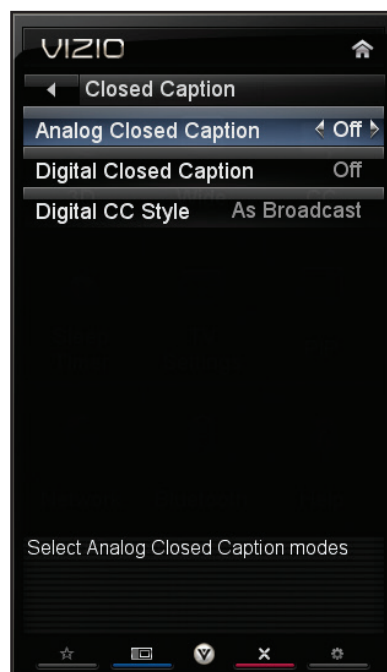 VIZIO
Closed Caption
Analog Closed Caption Off
Digital Closed Caption Off
Digital CC Style As Broadcast
Select Analog Closed Caption modes
V